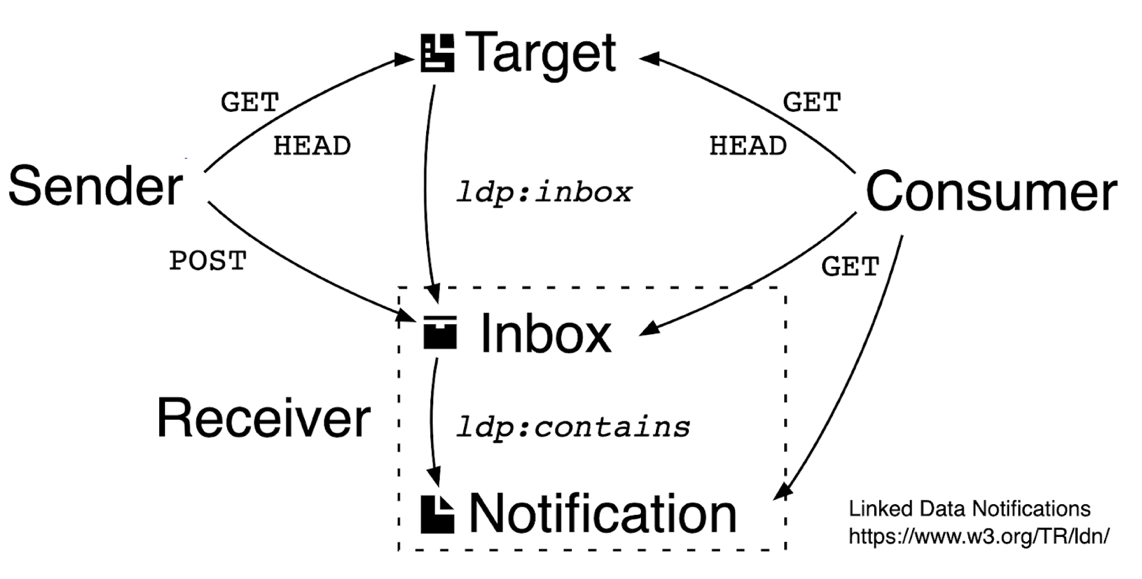 Target
GET
GET
HEAD
HEAD
Sender
ldp:inbox
Consumer
POST
GET
Inbox
Receiver
ldp:contains
Notification
Linked Data Notifications
https://www.w3.org/TR/ldn/